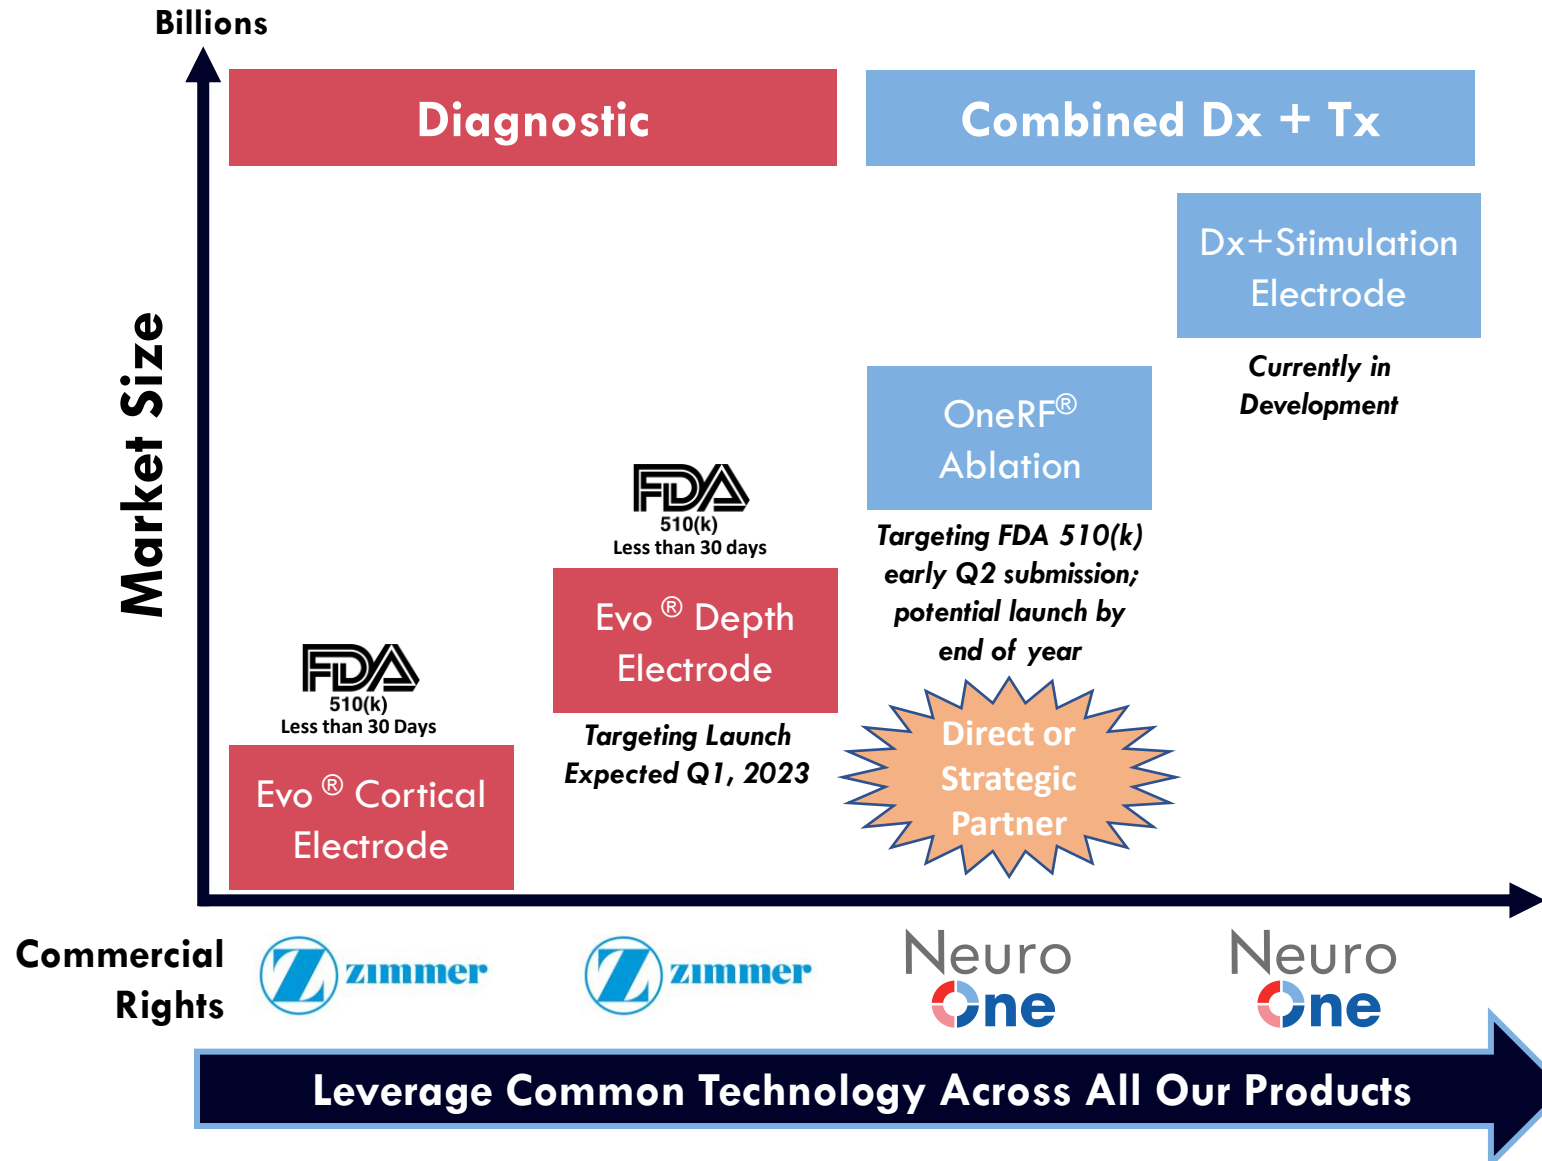 Billions
Diagnostic
Combined Dx + Tx
Market Size
Dx+Stimulation
Electrode
Currently in
Development
OneRF®
Ablation
Targeting FDA 510(k)
early Q2 submission;
potential launch by
end of year
Direct or
Strategic
Partner
FDA
510(k)
Less than 30 days
Evo ® Depth
Electrode
Targeting Launch
Expected Q1, 2023
FDA
510(k)
Less than 30 Days
Evo ® Cortical
Electrode
Commercial
Rights
Z zimmer
Z zimmer
Neuro
One
Neuro
One
Leverage Common Technology Across All Our Products